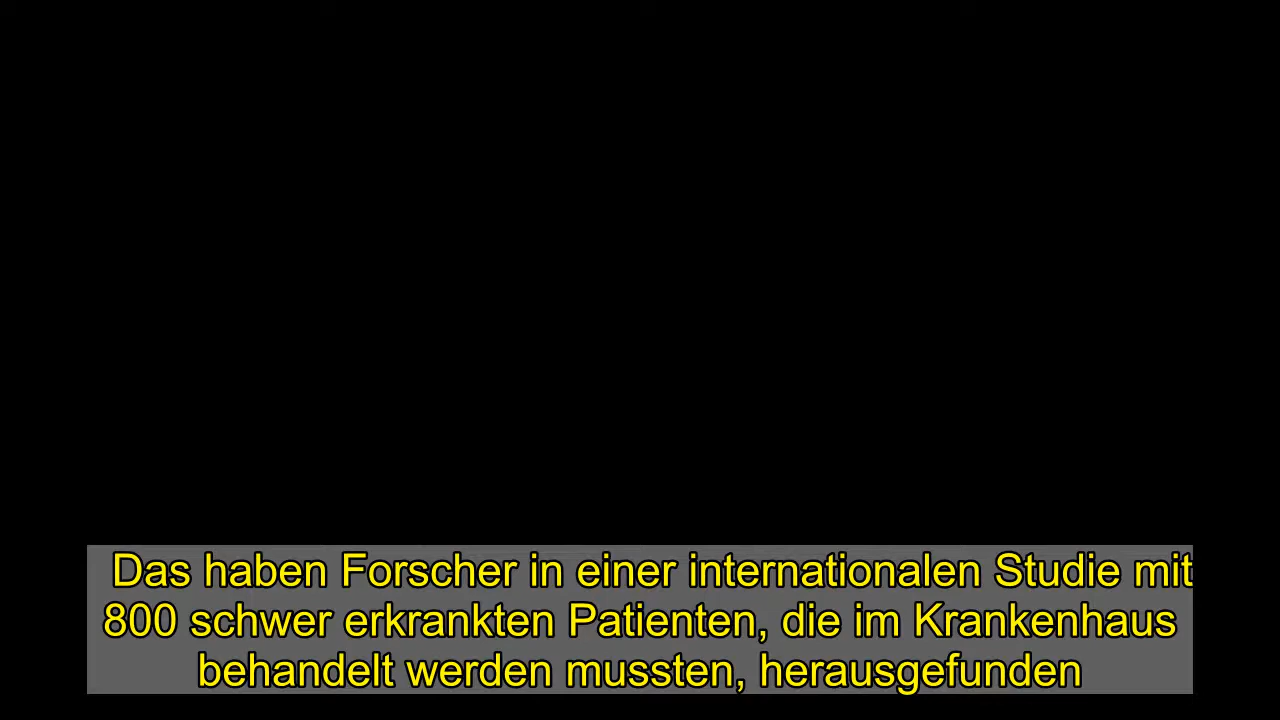 Das haben Forscher in einer internationalen Studie mit
800 schwer erkrankten Patienten, die im Krankenhaus
behandelt werden mussten, herausgefunden